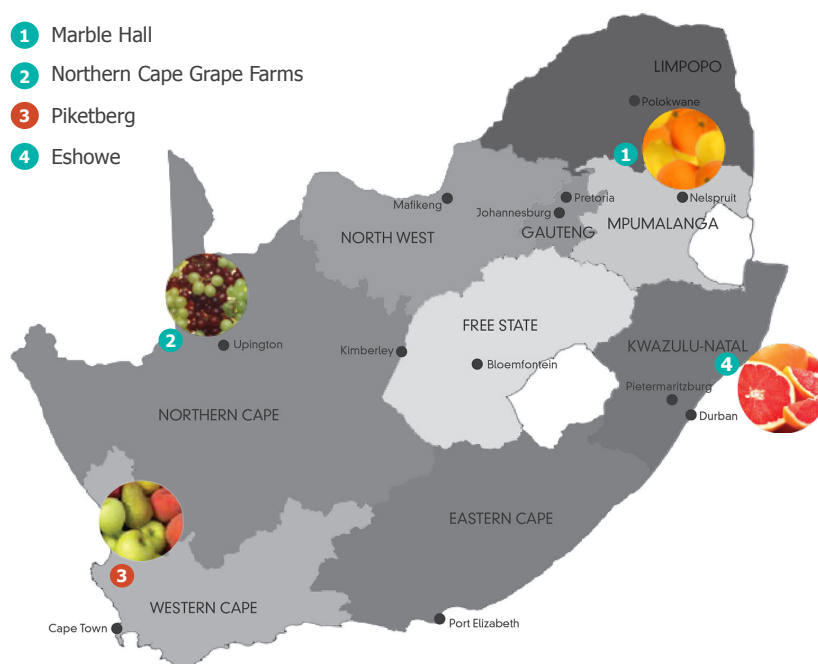 1 Marble Hall
2 Northern Cape Grape Farms
3 Piketberg
4 Eshowe
LIMPOPO
Polokwane
1
Mafikeng
Pretoria
Nelspruit
Johannesburg
GAUTENG
MPUMALANGA
NORTH WEST
2
Upington
Kimberley
FREE STATE
Bloemfontein
KWAZULU-NATAL
4
Pietermaritzburg
Durban
NORTHERN CAPE
EASTERN CAPE
3
WESTERN CAPE
Cape Town
Port Elizabeth